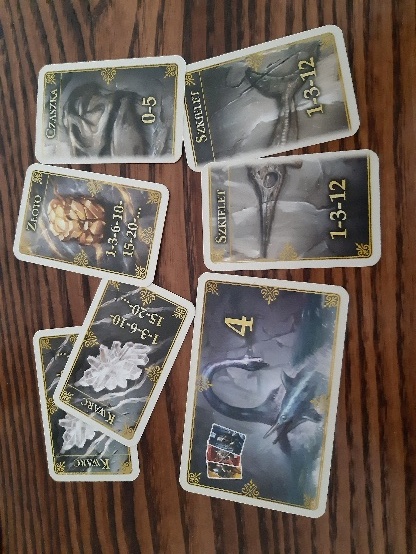 CZASZKA
0-5
SZKIELET
1-3-12
ZŁOTO
1-3-6-10-
15-20-...
SZKIELET
1-3-12
KWARC
1-3-6-10-
15-20-...
KWARC
4